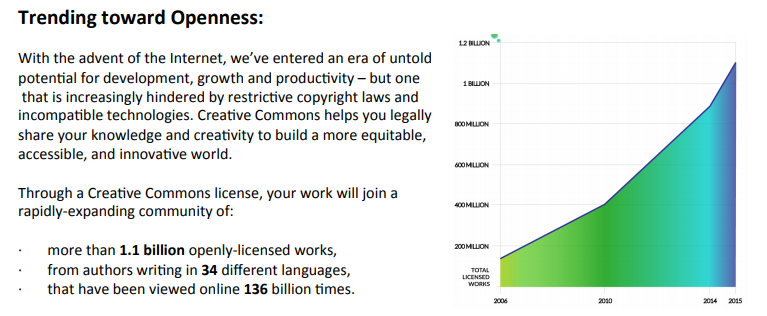 Trending toward Openness:
With the advent of the Internet, we've entered an era of untold
potential for development, growth and productivity – but one
that is increasingly hindered by restrictive copyright laws and
incompatible technologies. Creative Commons helps you legally
share your knowledge and creativity to build a more equitable,
accessible, and innovative world.
Through a Creative Commons license, your work will join a
rapidly-expanding community of:
· more than 1.1 billion openly-licensed works,
· from authors writing in 34 different languages,
· that have been viewed online 136 billion times.
1.2 BILLION
1 BILLION
800 MILLION
600 MILLION
400 MILLION
200 MILLION
TOTAL
LICENSED
WORKS
2006 2010 2014 2015